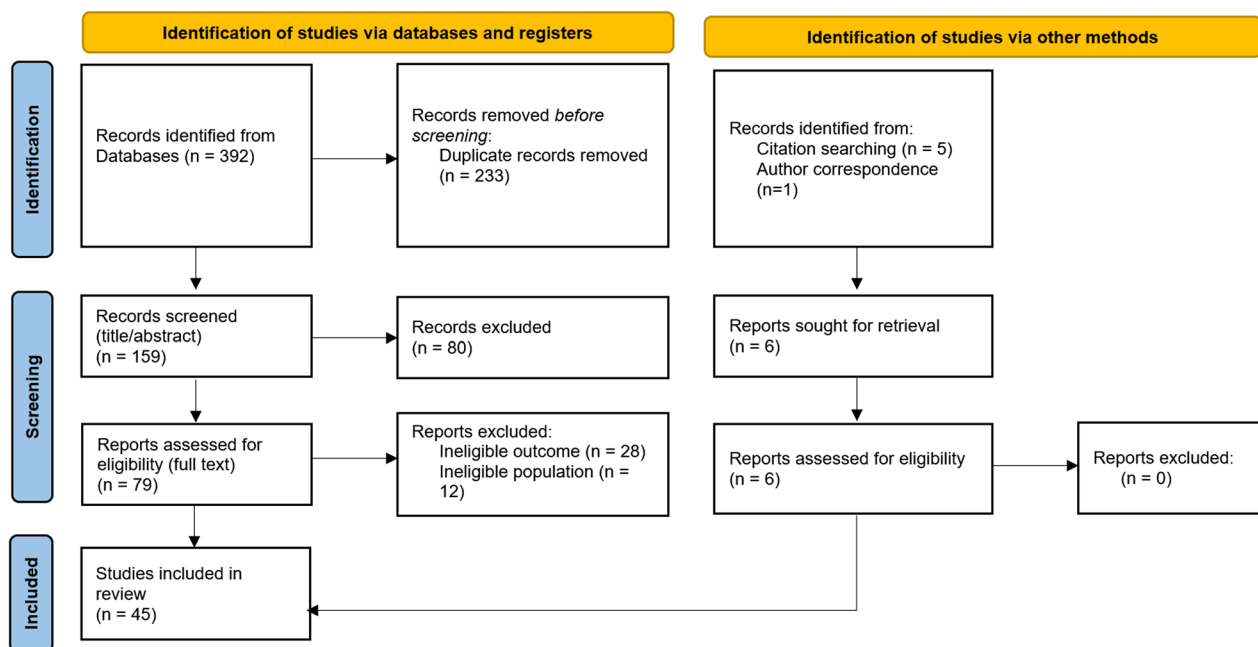 Identification of studies via databases and registers
Identification of studies via other methods
Identification
Records identified from
Databases (n = 392)
Records removed before
screening:
Duplicate records removed
(n = 233)
Records identified from:
Citation searching (n = 5)
Author correspondence
(n=1)
Screening
Records screened
(title/abstract)
(n = 159)
Records excluded
(n = 80)
Reports sought for retrieval
(n = 6)
Reports assessed for
eligibility (full text)
(n = 79)
Reports excluded:
Ineligible outcome (n = 28)
Ineligible population (n =
12)
Reports assessed for eligibility
(n = 6)
Reports excluded:
(n = 0)
Included
Studies included in
review
(n = 45)